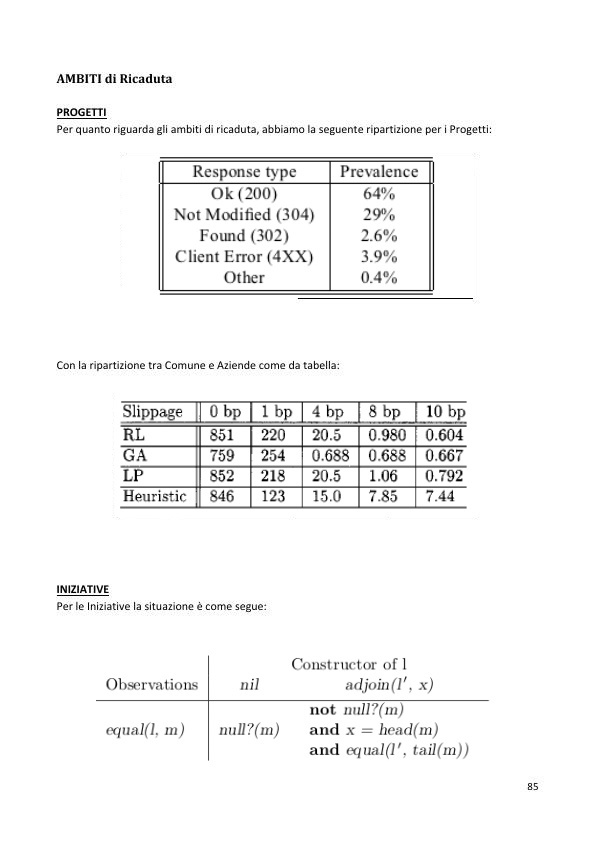 AMBITI di Ricaduta
PROGETTI
Per quanto riguarda gli ambiti di ricaduta, abbiamo la seguente ripartizione per i Progetti:
Response type Prevalence
Ok (200) 64%
Not Modified (304) 29%
Found (302) 2.6%
Client Error (4XX) 3.9%
Other 0.4%
Con la ripartizione tra Comune e Aziende come da tabella:
Slippage 0 bp 1 bp 4 bp 8 bp 10 bp
RL 851 220 20.5 0.980 0.604
GA 759 254 0.688 0.688 0.667
LP 852 218 20.5 1.06 0.792
Heuristic 846 123 15.0 7.85 7.44
INIZIATIVE
Per le Iniziative la situazione è come segue:
Constructor of l
Observations nil adjoin(l′, x)
not null?(m)
equal(l, m) null?(m) and x = head(m)
and equal(l′, tail(m))
85